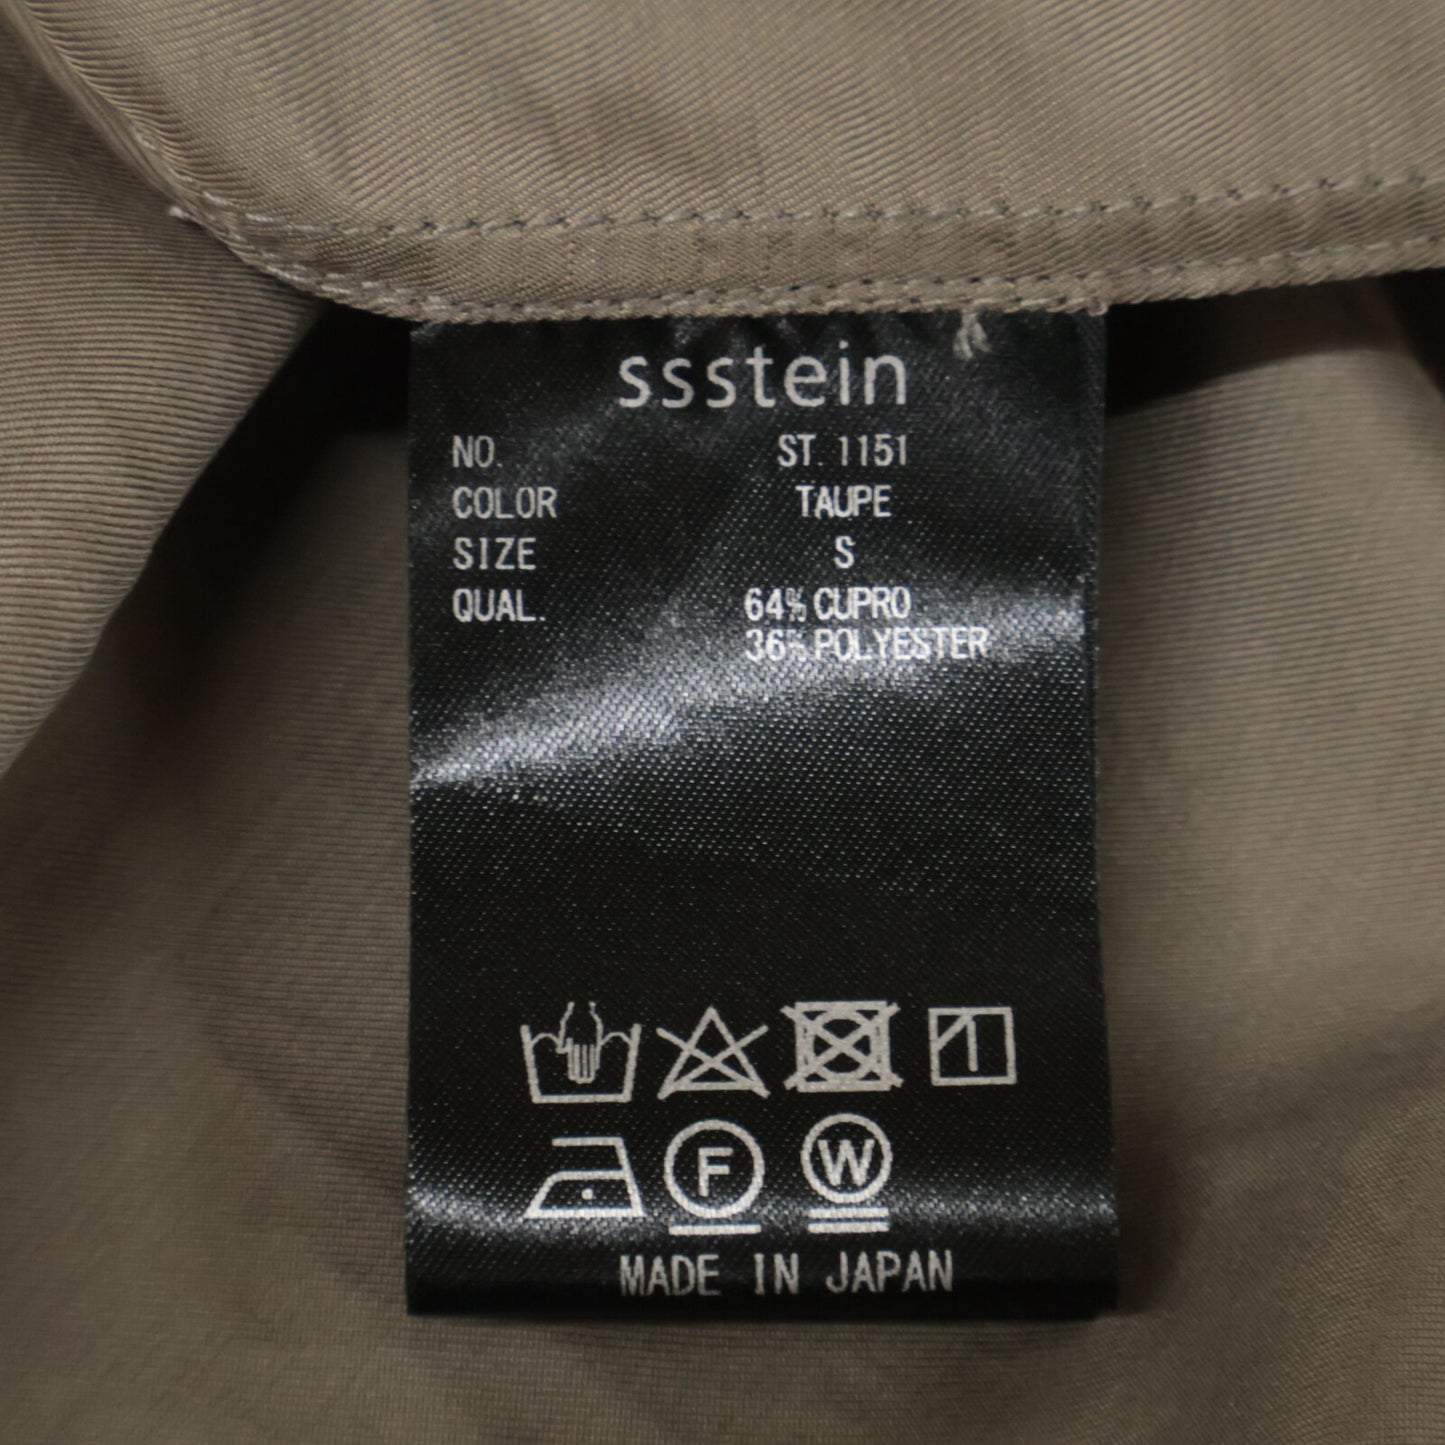 ssstein
NO. ST. 1151
COLOR TAUPE
SIZE S
QUAL. 64% CUPRO
36% POLYESTER
F W
MADE IN JAPAN